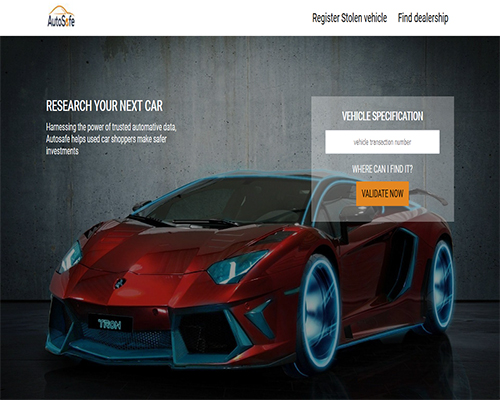 AutoSafe
Register Stolen vehicle
Find dealership
RESEARCH YOUR NEXT CAR
Harnessing the power of trusted automative data,
Autosafe helps used car shoppers make safer
investments
VEHICLE SPECIFICATION
vehicle transection number
WHERE CAN I FIND IT?
VALIDATE NOW
TRON